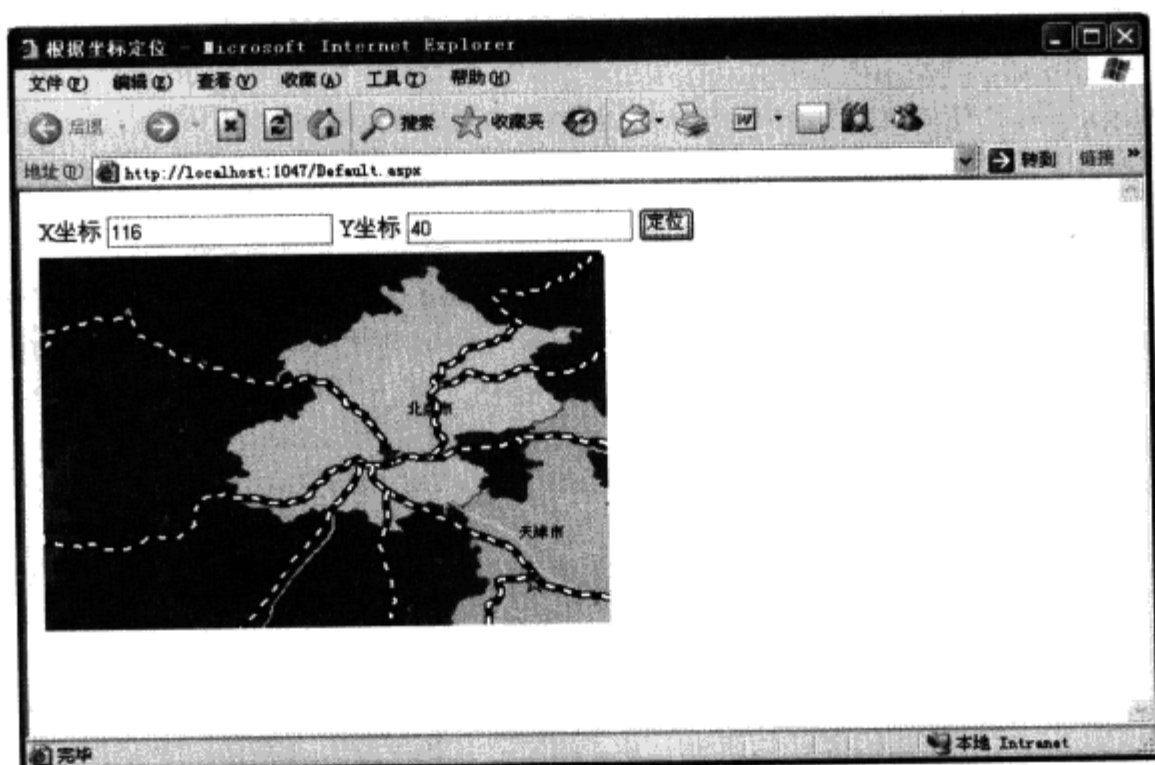 根据坐标定位 - Microsoft Internet Explorer
文件(F) 编辑(E) 查看(V) 收藏(A) 工具(T) 帮助(H)
后退 搜索 收藏夹 W
地址(D) http://localhost:1047/Default.aspx 转到 链接 »
X坐标 116 Y坐标 40 定位
北京市
天津市
完毕 本地 Intranet